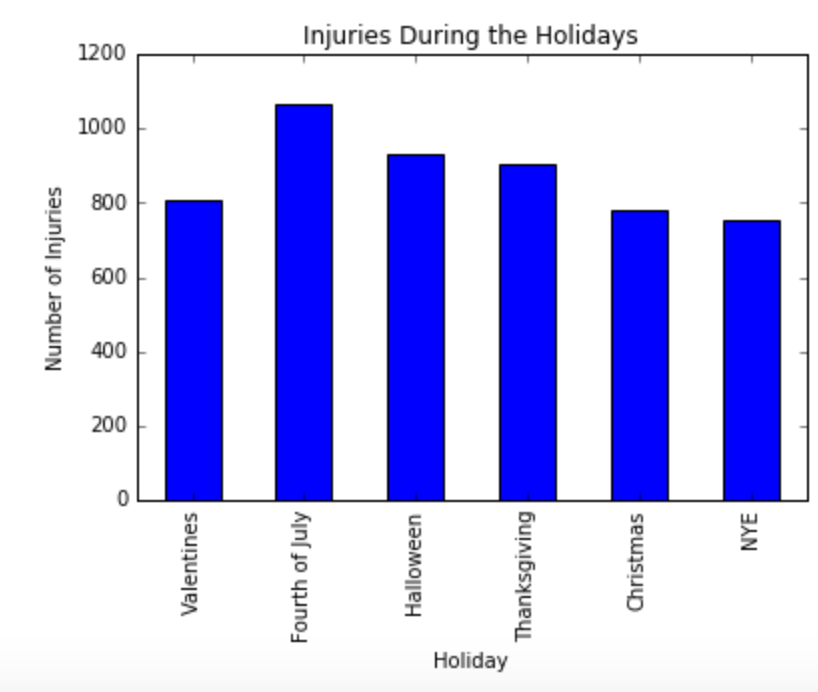 Injuries During the Holidays
1200
1000
800
600
400
200
0
Number of Injuries
Valentines
Fourth of July
Halloween
Thanksgiving
Christmas
NYE
Holiday